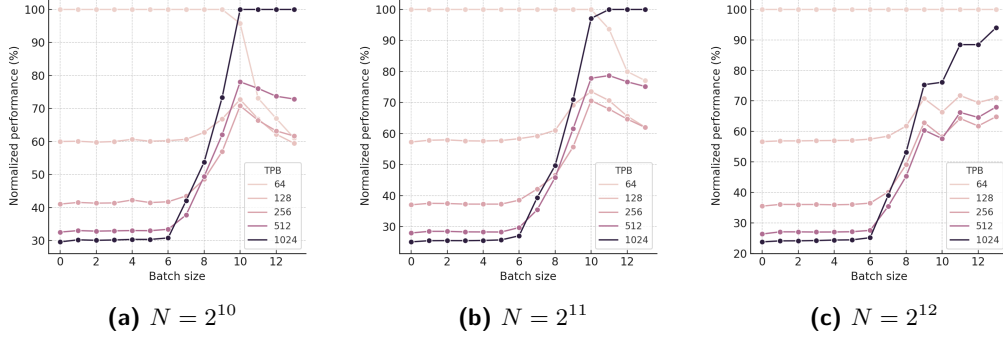 Normalized performance (%)
100
90
80
70
60
50
40
30
0 2 4 6 8 10 12
Batch size
TPB
64
128
256
512
1024
(a) N = 2^10
Normalized performance (%)
100
90
80
70
60
50
40
30
0 2 4 6 8 10 12
Batch size
TPB
64
128
256
512
1024
(b) N = 2^11
Normalized performance (%)
100
90
80
70
60
50
40
30
20
0 2 4 6 8 10 12
Batch size
TPB
64
128
256
512
1024
(c) N = 2^12